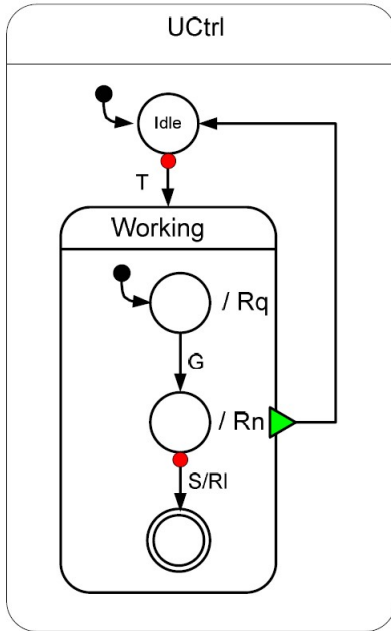 UCtrl
Idle
T
Working
/ Rq
G
/ Rn
S/Rl